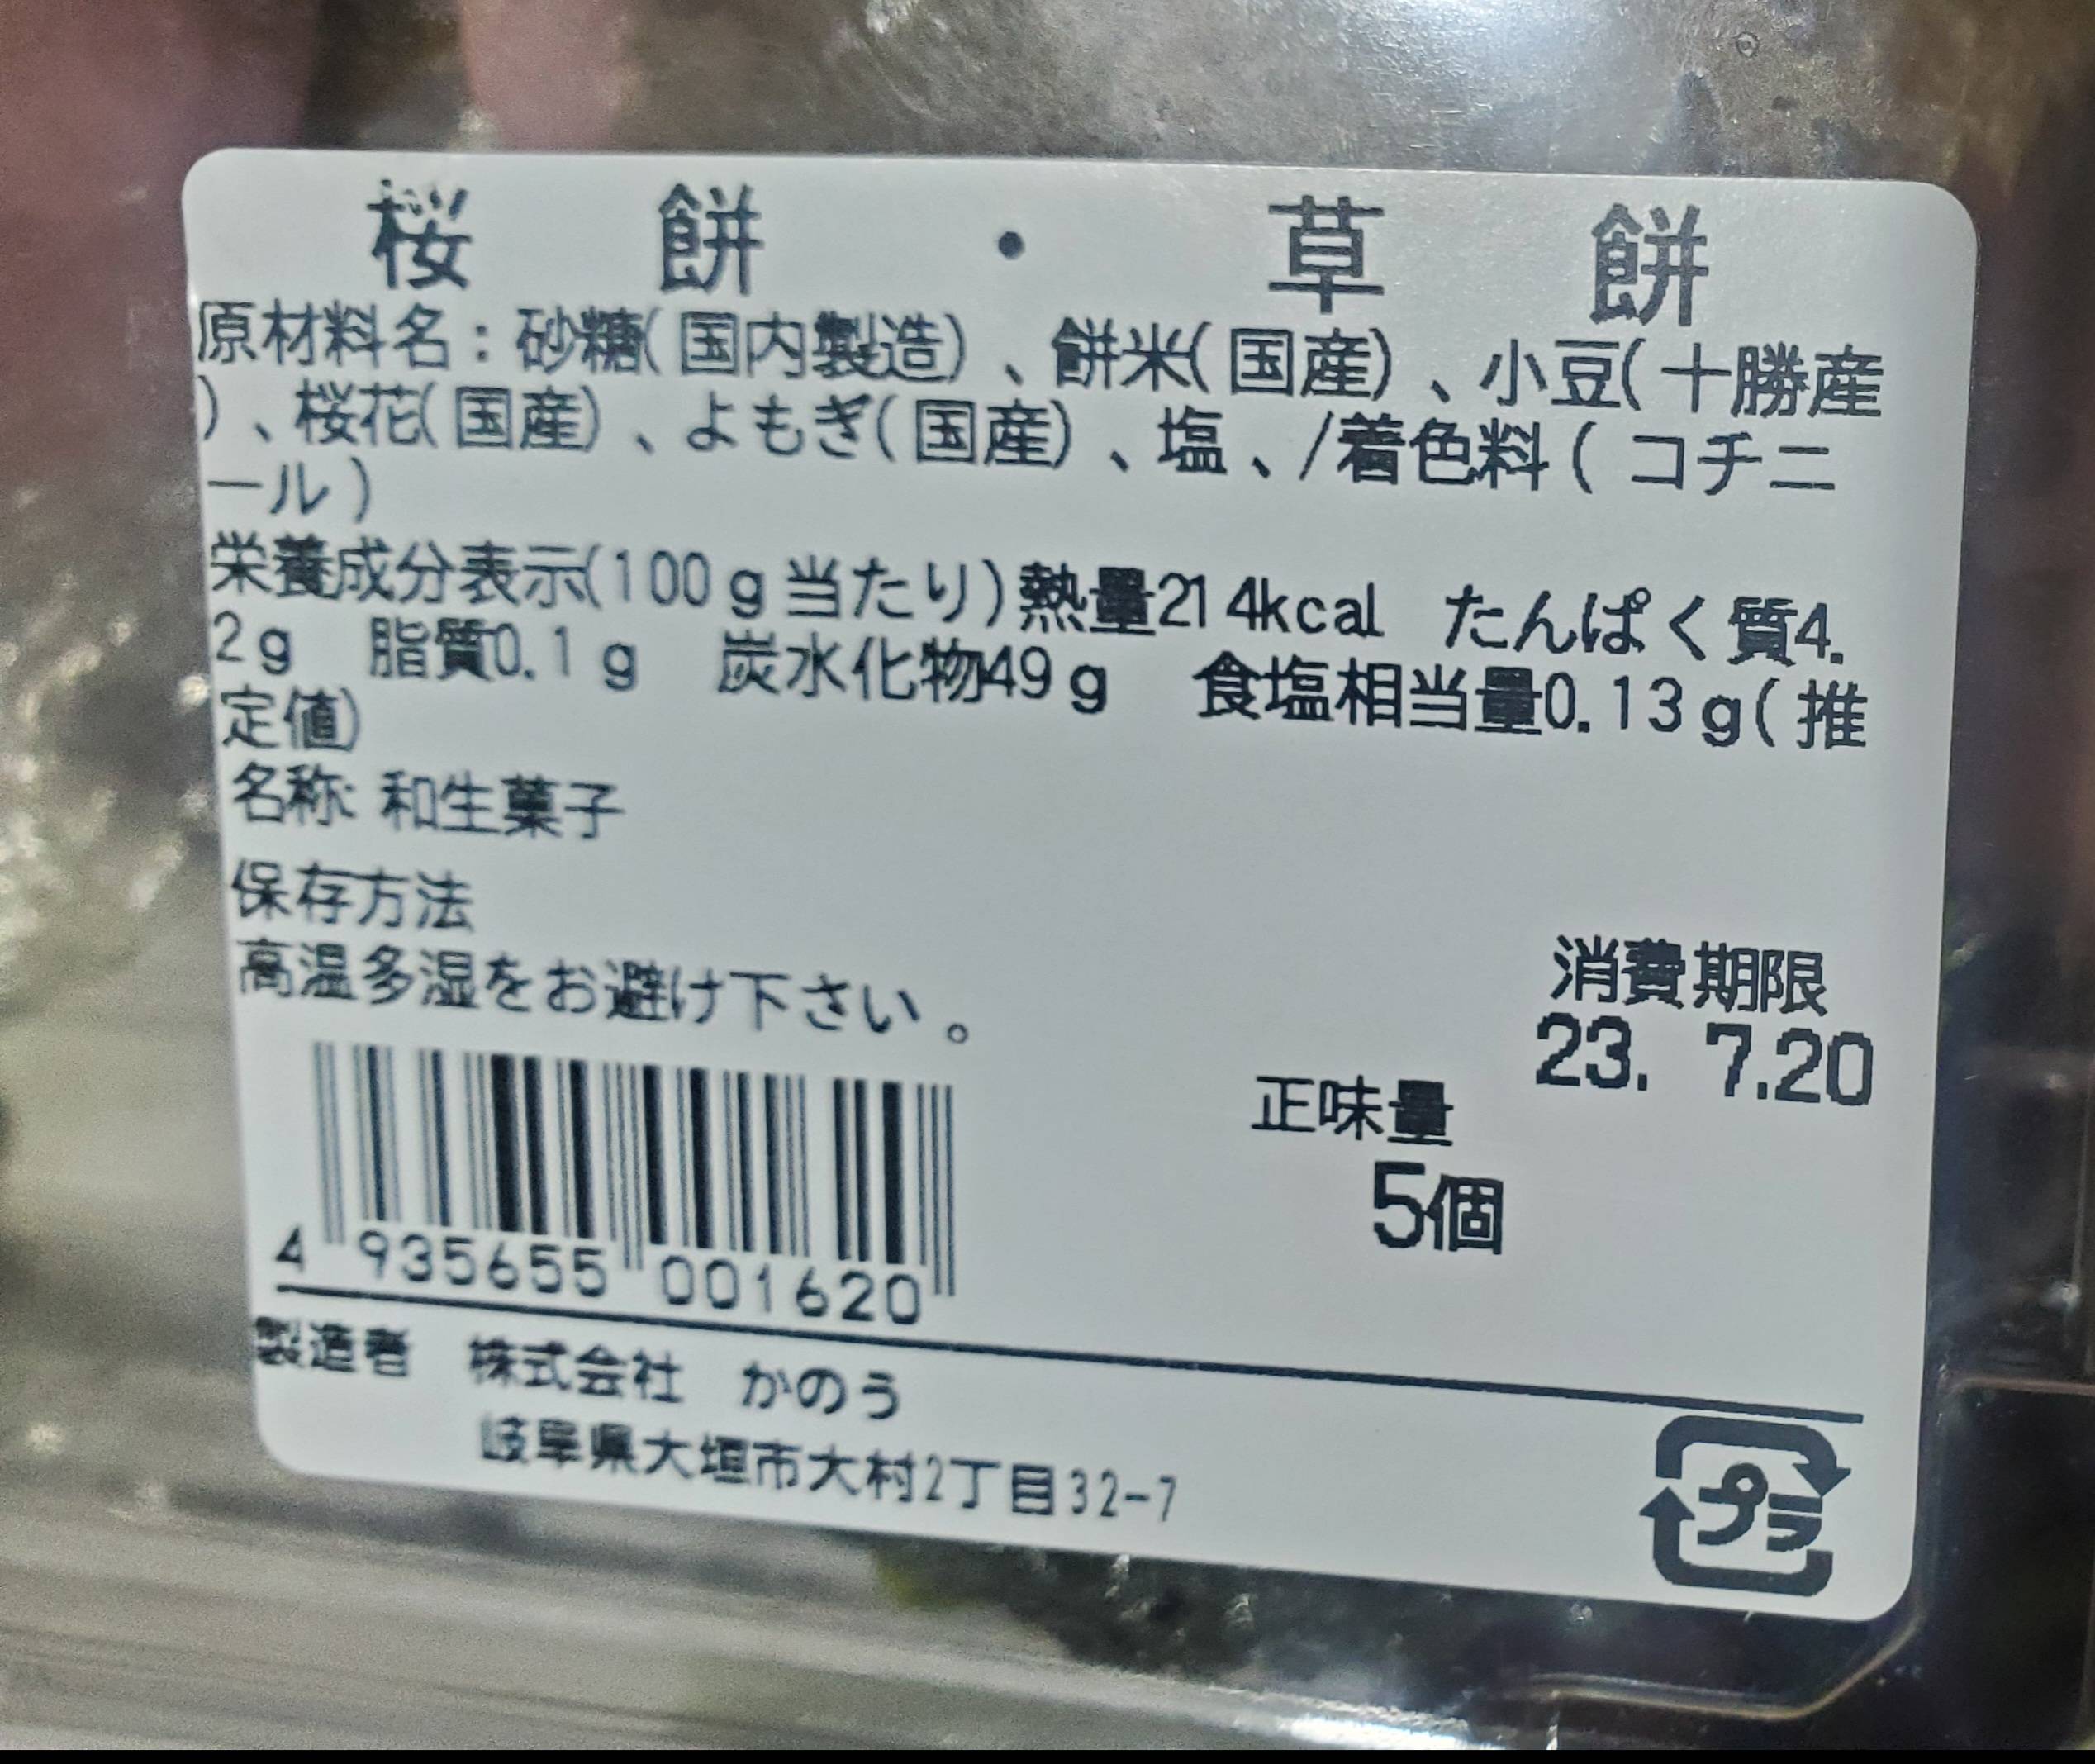 桜餅・草餅
原材料名：砂糖(国内製造)、餅米(国産)、小豆(十勝産
)、桜花(国産)、よもぎ(国産)、塩、/着色料(コチニ
ール)
栄養成分表示(100g当たり)熱量214kcal たんぱく質4.
2g 脂質0.1g 炭水化物49g 食塩相当量0.13g(推
定値)
名称:和生菓子
保存方法
高温多湿をお避け下さい。
消費期限
23. 7.20
正味量
5個
4 935655 001620
製造者 株式会社 かのう
岐阜県大垣市大村2丁目32-7
プラ